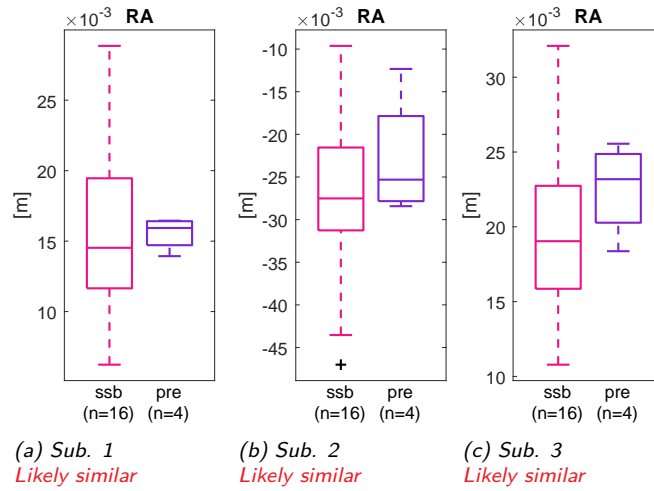 ×10⁻³ RA
25
20
15
10
[m]
ssb pre
(n=16) (n=4)
(a) Sub. 1
Likely similar
×10⁻³ RA
-10
-15
-20
-25
-30
-35
-40
-45
[m]
ssb pre
(n=16) (n=4)
(b) Sub. 2
Likely similar
×10⁻³ RA
30
25
20
15
10
[m]
ssb pre
(n=16) (n=4)
(c) Sub. 3
Likely similar